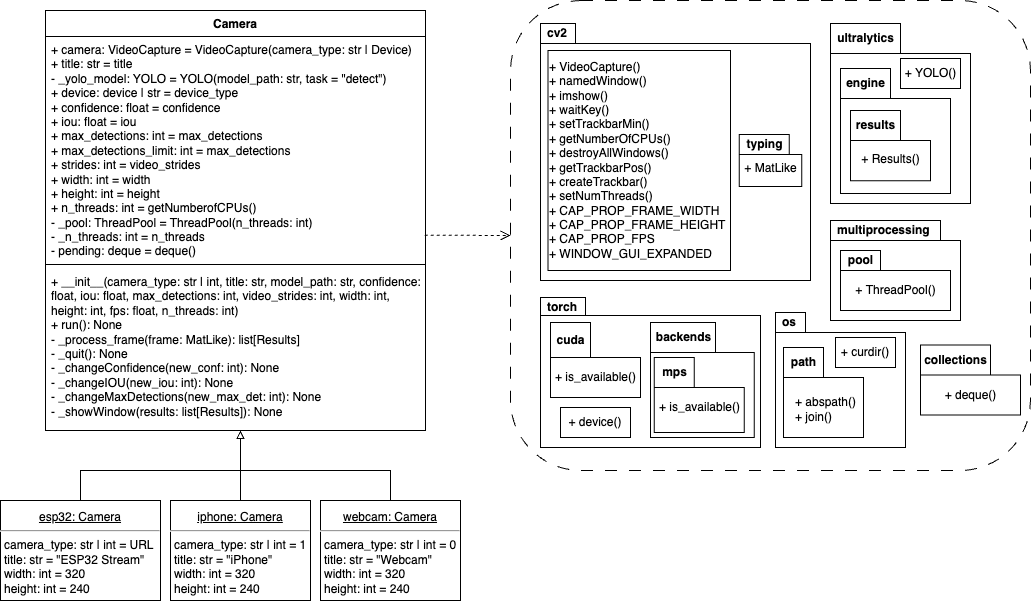 Camera
+ camera: VideoCapture = VideoCapture(camera_type: str | Device)
+ title: str = title
- _yolo_model: YOLO = YOLO(model_path: str, task = "detect")
+ device: device | str = device_type
+ confidence: float = confidence
+ iou: float = iou
+ max_detections: int = max_detections
+ max_detections_limit: int = max_detections
+ strides: int = video_strides
+ width: int = width
+ height: int = height
+ n_threads: int = getNumberofCPUs()
- _pool: ThreadPool = ThreadPool(n_threads: int)
- _n_threads: int = n_threads
- pending: deque = deque()
+ __init__(camera_type: str | int, title: str, model_path: str, confidence:
float, iou: float, max_detections: int, video_strides: int, width: int,
height: int, fps: float, n_threads: int)
+ run(): None
- _process_frame(frame: MatLike): list[Results]
- _quit(): None
- _changeConfidence(new_conf: int): None
- _changeIOU(new_iou: int): None
- _changeMaxDetections(new_max_det: int): None
- _showWindow(results: list[Results]): None
esp32: Camera
camera_type: str | int = URL
title: str = "ESP32 Stream"
width: int = 320
height: int = 240
iphone: Camera
camera_type: str | int = 1
title: str = "iPhone"
width: int = 320
height: int = 240
webcam: Camera
camera_type: str | int = 0
title: str = "Webcam"
width: int = 320
height: int = 240
cv2
+ VideoCapture()
+ namedWindow()
+ imshow()
+ waitKey()
+ setTrackbarMin()
+ getNumberOfCPUs()
+ destroyAllWindows()
+ getTrackbarPos()
+ createTrackbar()
+ setNumThreads()
+ CAP_PROP_FRAME_WIDTH
+ CAP_PROP_FRAME_HEIGHT
+ CAP_PROP_FPS
+ WINDOW_GUI_EXPANDED
typing
+ MatLike
ultralytics
+ YOLO()
engine
results
+ Results()
multiprocessing
pool
+ ThreadPool()
torch
cuda
+ is_available()
+ device()
backends
mps
+ is_available()
os
+ curdir()
path
+ abspath()
+ join()
collections
+ deque()